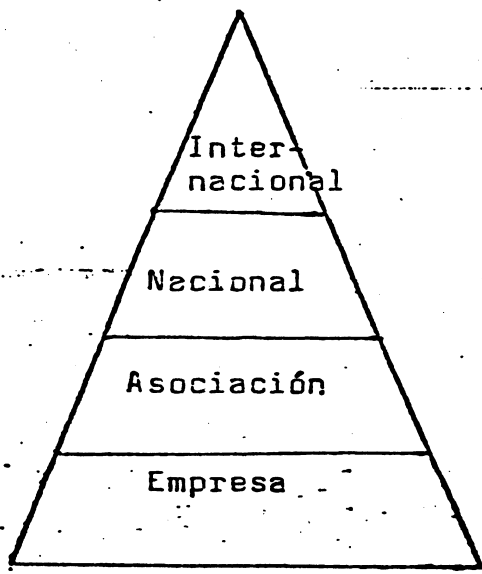 Inter-
nacional
Nacional
Asociación
Empresa